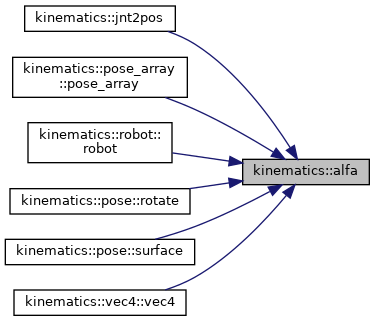 kinematics::jnt2pos
kinematics::pose_array
::pose_array
kinematics::robot::
robot
kinematics::alfa
kinematics::pose::rotate
kinematics::pose::surface
kinematics::vec4::vec4